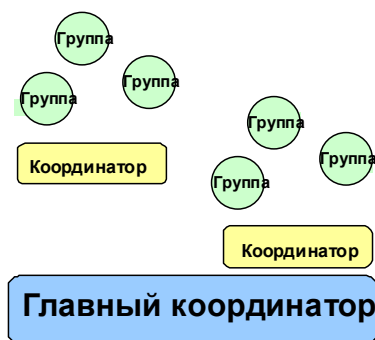 Группа
Группа
Группа
Координатор
Группа
Группа
Группа
Координатор
Главный координатор